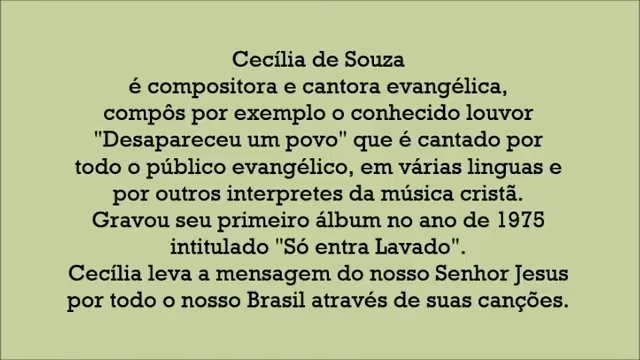 Cecília de Souza
é compositora e cantora evangélica,
compôs por exemplo o conhecido louvor
"Desapareceu um povo" que é cantado por
todo o público evangélico, em várias linguas e
por outros interpretes da música cristã.
Gravou seu primeiro álbum no ano de 1975
intitulado "Só entra Lavado".
Cecília leva a mensagem do nosso Senhor Jesus
por todo o nosso Brasil através de suas canções.